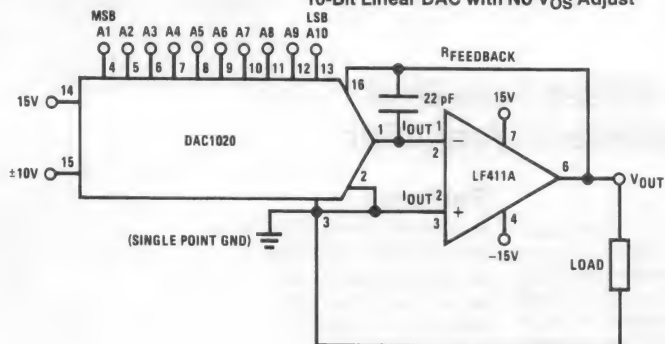 10-Bit Linear DAC with No VOS Adjust
MSB
LSB
A1 A2 A3 A4 A5 A6 A7 A8 A9 A10
4 5 6 7 8 9 10 11 12 13
RFEEDBACK
16
14
15V
22 pF
15V
DAC1020
1
IOUT 1
2
−
7
LF411A
6
VOUT
15
±10V
2
IOUT 2
3
+
4
−15V
3
(SINGLE POINT GND)
LOAD